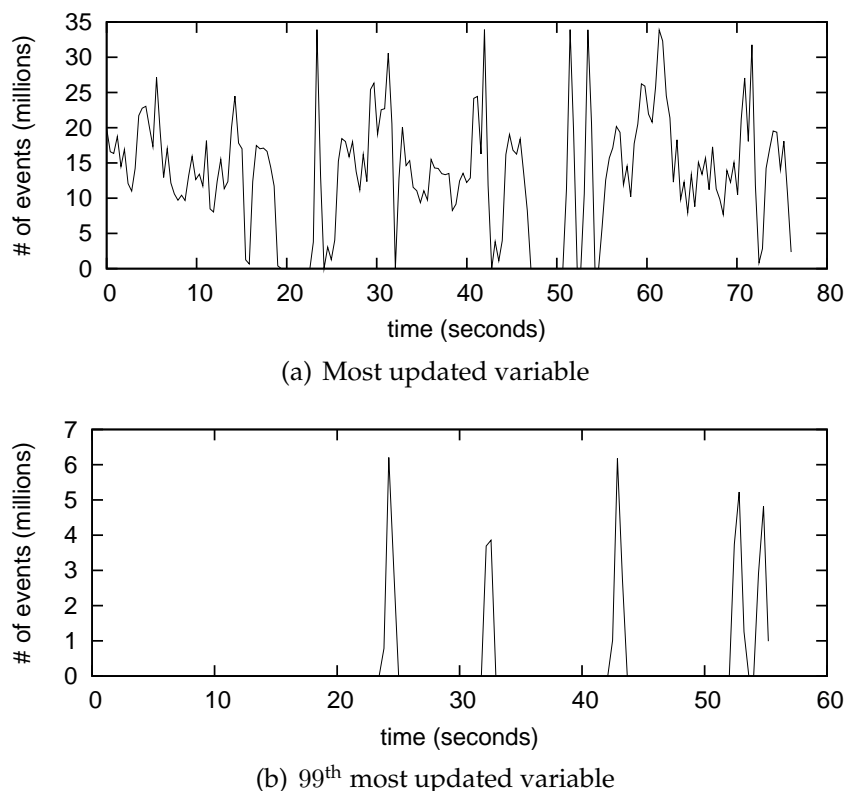 35
30
25
20
15
10
5
0
# of events (millions)
0 10 20 30 40 50 60 70 80
time (seconds)
(a) Most updated variable
7
6
5
4
3
2
1
0
# of events (millions)
0 10 20 30 40 50 60
time (seconds)
(b) 99th most updated variable